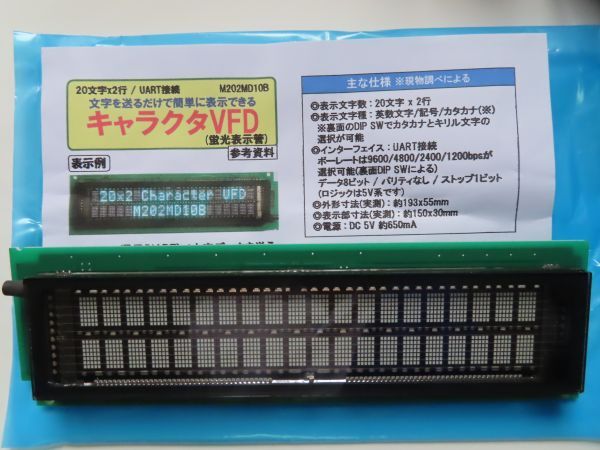 20文字x2行 / UART接続 M202MD10B
文字を送るだけで簡単に表示できる
キャラクタVFD
(蛍光表示管)
参考資料
表示例
20x2 Character VFD
M202MD10B
主な仕様 ※現物調べによる
◎表示文字数:20文字 x 2行
◎表示文字種:英数文字/記号/カタカナ(※)
※裏面のDIP SWでカタカナとキリル文字の
選択が可能
◎インターフェイス:UART接続
ボーレートは9600/4800/2400/1200bpsが
選択可能(裏面DIP SWによる)
データ8ビット / パリティなし / ストップ1ビット
(ロジックは5V系です)
◎外形寸法(実測):約193x55mm
◎表示部寸法(実測):約150x30mm
◎電源:DC 5V 約650mA